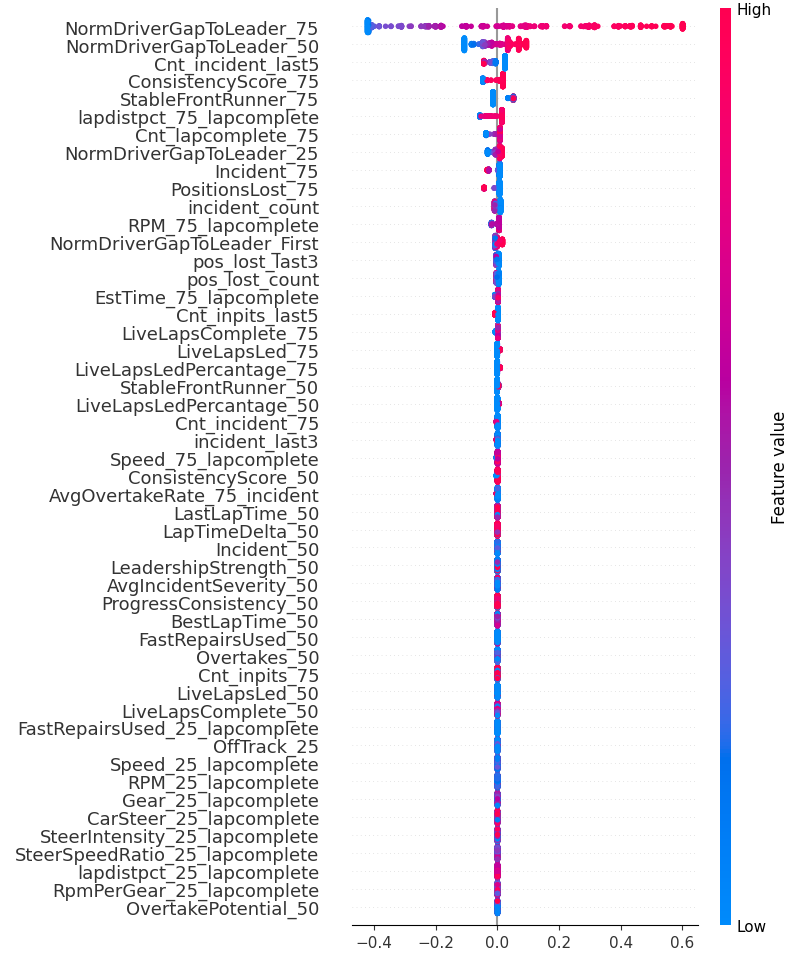 High
NormDriverGapToLeader_75
NormDriverGapToLeader_50
Cnt_incident_last5
ConsistencyScore_75
StableFrontRunner_75
lapdistpct_75_lapcomplete
Cnt_lapcomplete_75
NormDriverGapToLeader_25
Incident_75
PositionsLost_75
incident_count
RPM_75_lapcomplete
NormDriverGapToLeader_First
pos_lost_last3
pos_lost_count
EstTime_75_lapcomplete
Cnt_inpits_last5
LiveLapsComplete_75
LiveLapsLed_75
LiveLapsLedPercantage_75
StableFrontRunner_50
LiveLapsLedPercantage_50
Cnt_incident_75
incident_last3
Speed_75_lapcomplete
ConsistencyScore_50
AvgOvertakeRate_75_incident
LastLapTime_50
LapTimeDelta_50
Incident_50
LeadershipStrength_50
AvgIncidentSeverity_50
ProgressConsistency_50
BestLapTime_50
FastRepairsUsed_50
Overtakes_50
Cnt_inpits_75
LiveLapsLed_50
LiveLapsComplete_50
FastRepairsUsed_25_lapcomplete
OffTrack_25
Speed_25_lapcomplete
RPM_25_lapcomplete
Gear_25_lapcomplete
CarSteer_25_lapcomplete
SteerIntensity_25_lapcomplete
SteerSpeedRatio_25_lapcomplete
lapdistpct_25_lapcomplete
RpmPerGear_25_lapcomplete
OvertakePotential_50
Feature value
Low
−0.4 −0.2 0.0 0.2 0.4 0.6